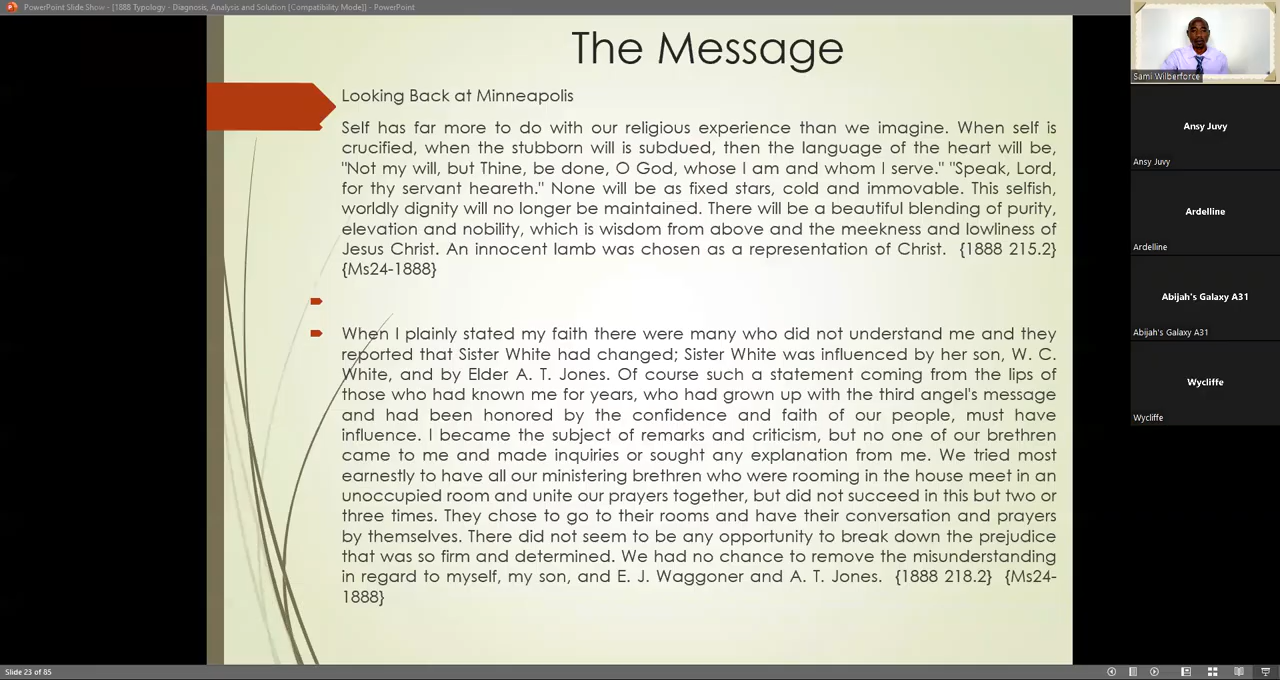 PowerPoint Slide Show - [1888 Typology - Diagnosis, Analysis and Solution [Compatibility Mode]] - PowerPoint
The Message
Looking Back at Minneapolis
Self has far more to do with our religious experience than we imagine. When self is
crucified, when the stubborn will is subdued, then the language of the heart will be,
"Not my will, but Thine, be done, O God, whose I am and whom I serve." "Speak, Lord,
for thy servant heareth." None will be as fixed stars, cold and immovable. This selfish,
worldly dignity will no longer be maintained. There will be a beautiful blending of purity,
elevation and nobility, which is wisdom from above and the meekness and lowliness of
Jesus Christ. An innocent lamb was chosen as a representation of Christ. {1888 215.2}
{Ms24-1888}
When I plainly stated my faith there were many who did not understand me and they
reported that Sister White had changed; Sister White was influenced by her son, W. C.
White, and by Elder A. T. Jones. Of course such a statement coming from the lips of
those who had known me for years, who had grown up with the third angel's message
and had been honored by the confidence and faith of our people, must have
influence. I became the subject of remarks and criticism, but no one of our brethren
came to me and made inquiries or sought any explanation from me. We tried most
earnestly to have all our ministering brethren who were rooming in the house meet in an
unoccupied room and unite our prayers together, but did not succeed in this but two or
three times. They chose to go to their rooms and have their conversation and prayers
by themselves. There did not seem to be any opportunity to break down the prejudice
that was so firm and determined. We had no chance to remove the misunderstanding
in regard to myself, my son, and E. J. Waggoner and A. T. Jones. {1888 218.2} {Ms24-
1888}
Slide 23 of 85
Sami Wilberforce
Ansy Juvy
Ansy Juvy
Ardelline
Ardelline
Abijah's Galaxy A31
Abijah's Galaxy A31
Wycliffe
Wycliffe